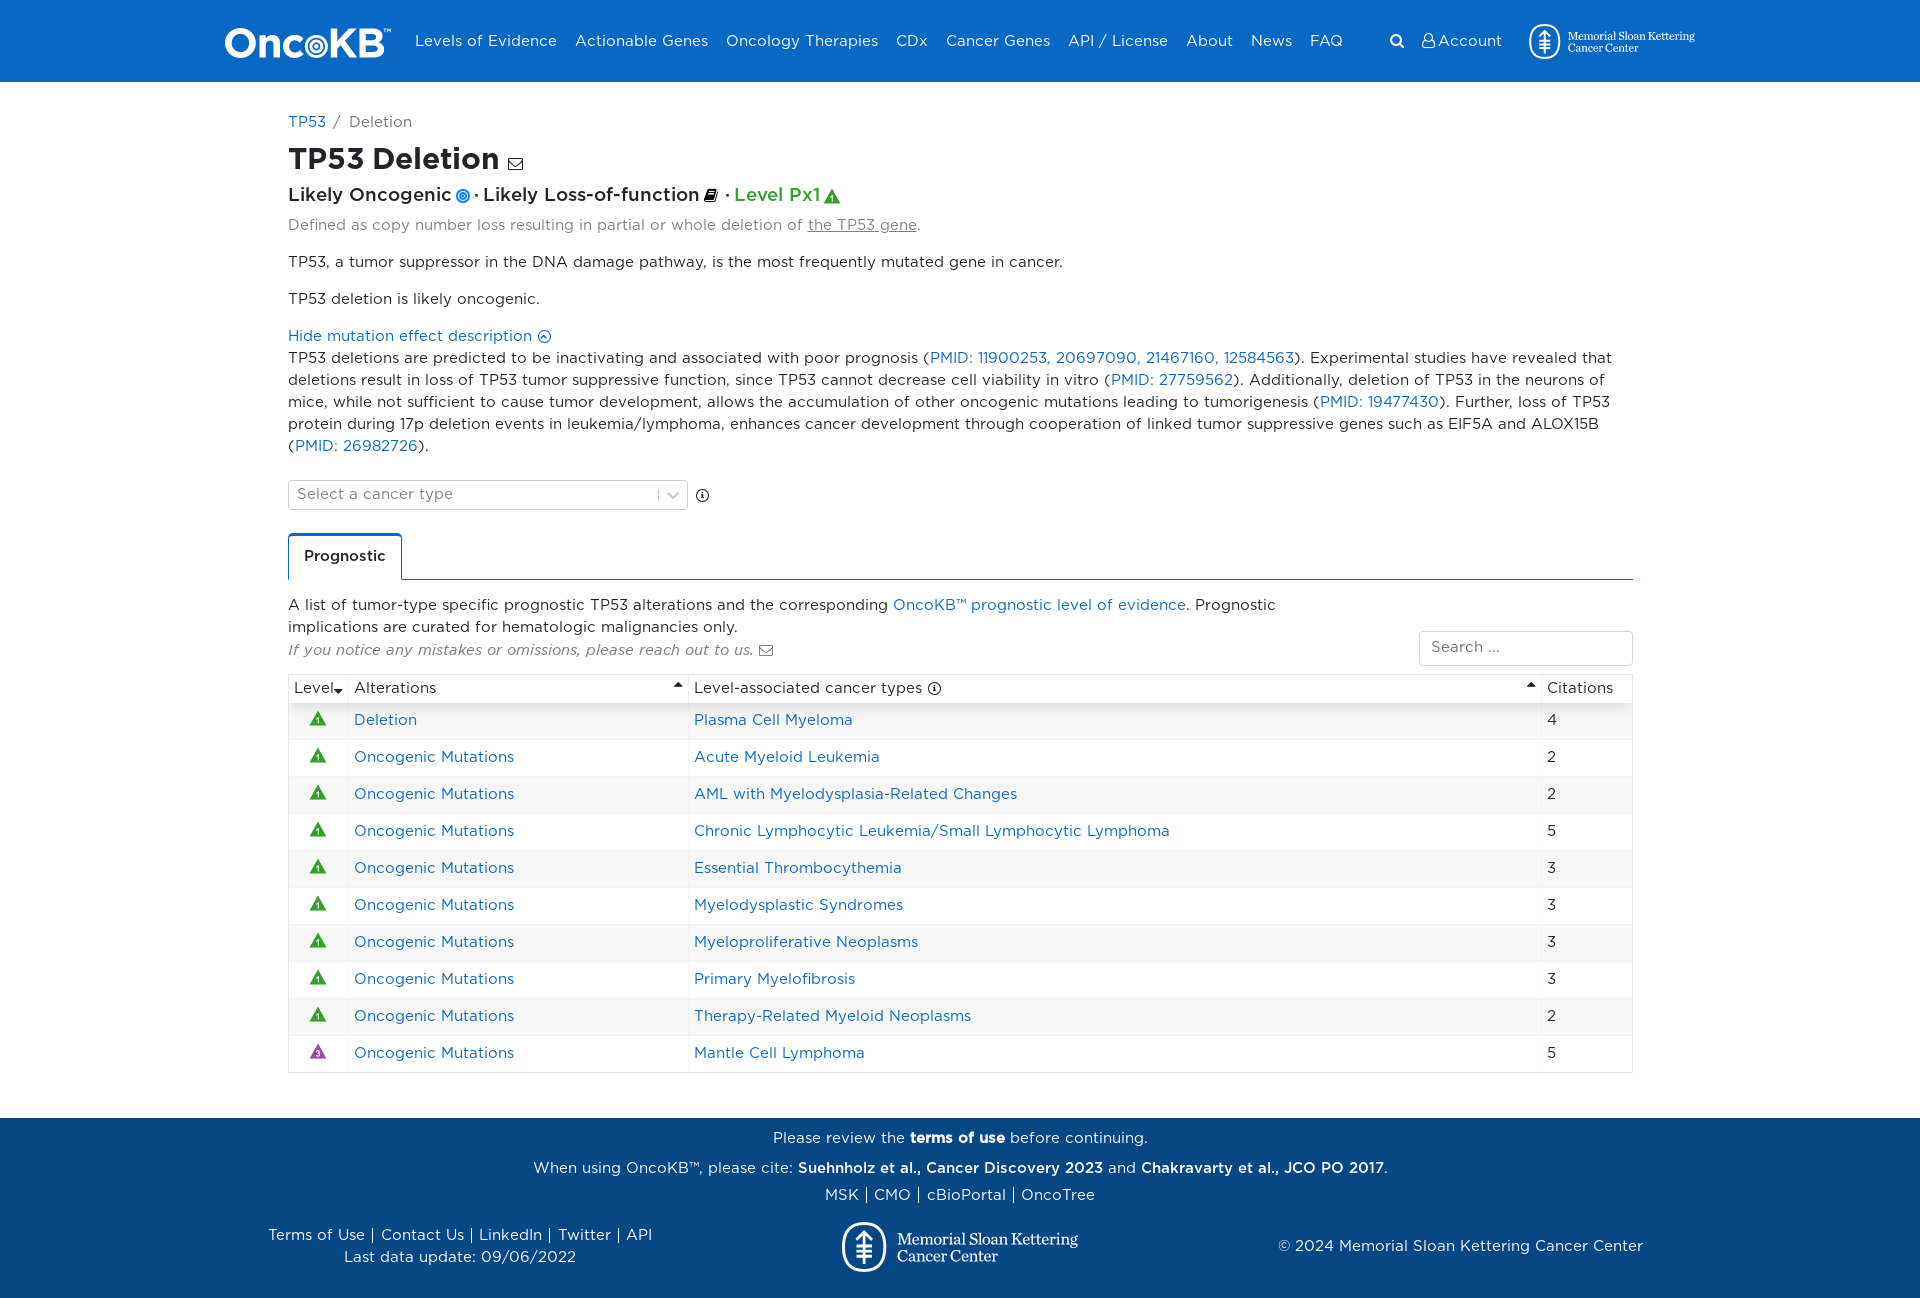 OncoKB™
Levels of Evidence
Actionable Genes
Oncology Therapies
CDx
Cancer Genes
API / License
About
News
FAQ
Account
Memorial Sloan Kettering
Cancer Center
TP53 / Deletion
TP53 Deletion
Likely Oncogenic · Likely Loss-of-function · Level Px1 1
Defined as copy number loss resulting in partial or whole deletion of the TP53 gene.
TP53, a tumor suppressor in the DNA damage pathway, is the most frequently mutated gene in cancer.
TP53 deletion is likely oncogenic.
Hide mutation effect description
TP53 deletions are predicted to be inactivating and associated with poor prognosis (PMID: 11900253, 20697090, 21467160, 12584563). Experimental studies have revealed that
deletions result in loss of TP53 tumor suppressive function, since TP53 cannot decrease cell viability in vitro (PMID: 27759562). Additionally, deletion of TP53 in the neurons of
mice, while not sufficient to cause tumor development, allows the accumulation of other oncogenic mutations leading to tumorigenesis (PMID: 19477430). Further, loss of TP53
protein during 17p deletion events in leukemia/lymphoma, enhances cancer development through cooperation of linked tumor suppressive genes such as EIF5A and ALOX15B
(PMID: 26982726).
Select a cancer type
Prognostic
A list of tumor-type specific prognostic TP53 alterations and the corresponding OncoKB™ prognostic level of evidence. Prognostic
implications are curated for hematologic malignancies only.
If you notice any mistakes or omissions, please reach out to us.
Search ...
Level Alterations Level-associated cancer types Citations
1 Deletion Plasma Cell Myeloma 4
1 Oncogenic Mutations Acute Myeloid Leukemia 2
1 Oncogenic Mutations AML with Myelodysplasia-Related Changes 2
1 Oncogenic Mutations Chronic Lymphocytic Leukemia/Small Lymphocytic Lymphoma 5
1 Oncogenic Mutations Essential Thrombocythemia 3
1 Oncogenic Mutations Myelodysplastic Syndromes 3
1 Oncogenic Mutations Myeloproliferative Neoplasms 3
1 Oncogenic Mutations Primary Myelofibrosis 3
1 Oncogenic Mutations Therapy-Related Myeloid Neoplasms 2
3 Oncogenic Mutations Mantle Cell Lymphoma 5
Please review the terms of use before continuing.
When using OncoKB™, please cite: Suehnholz et al., Cancer Discovery 2023 and Chakravarty et al., JCO PO 2017.
MSK | CMO | cBioPortal | OncoTree
Terms of Use | Contact Us | LinkedIn | Twitter | API
Last data update: 09/06/2022
Memorial Sloan Kettering
Cancer Center
© 2024 Memorial Sloan Kettering Cancer Center